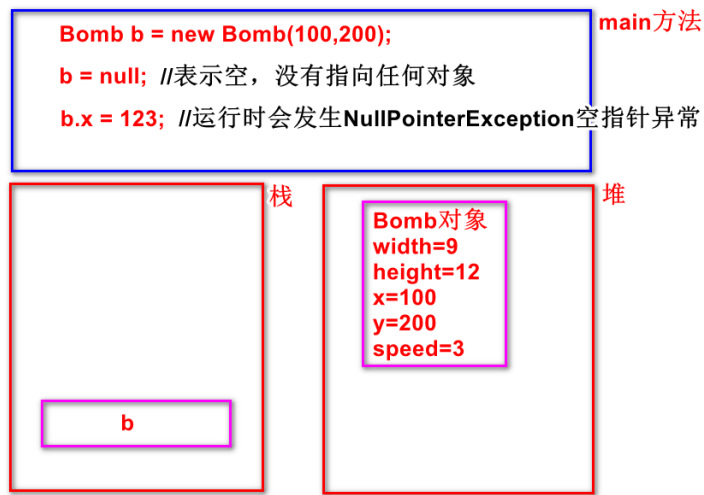 main方法
Bomb b = new Bomb(100,200);
b = null; //表示空，没有指向任何对象
b.x = 123; //运行时会发生NullPointerException空指针异常
栈
堆
Bomb对象
width=9
height=12
x=100
y=200
speed=3
b